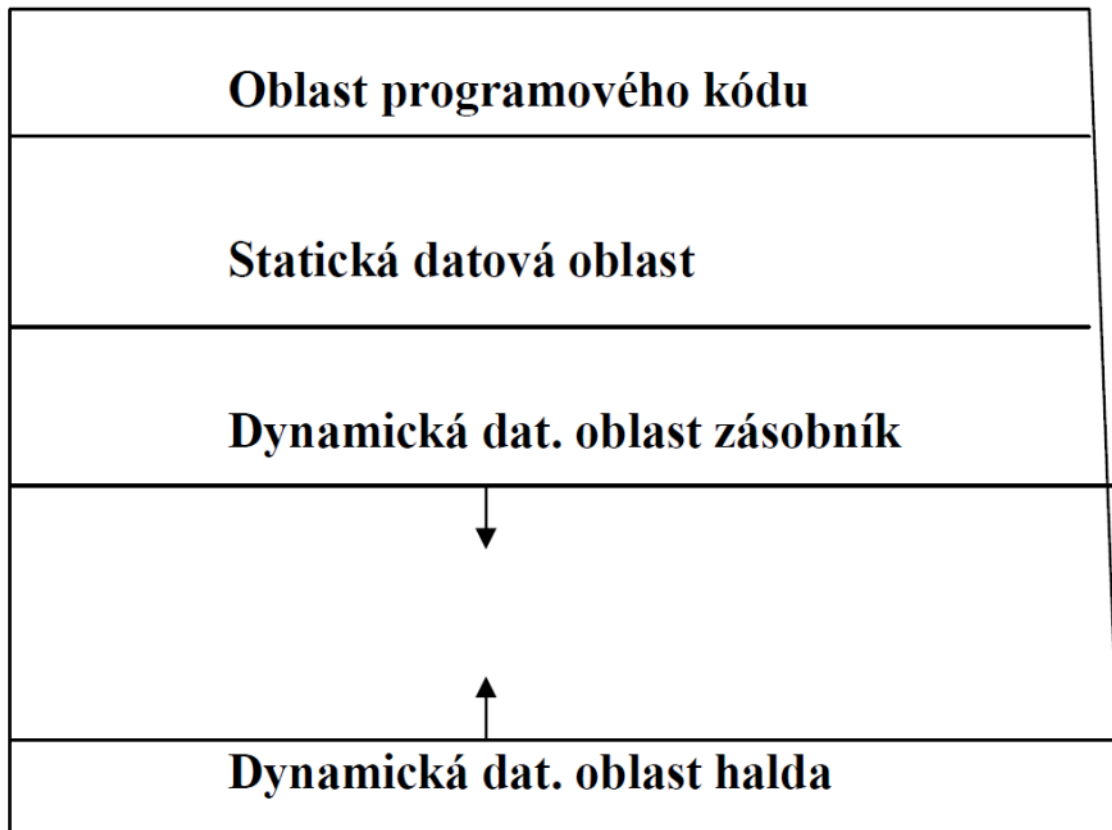 Oblast programového kódu
Statická datová oblast
Dynamická dat. oblast zásobník
Dynamická dat. oblast halda